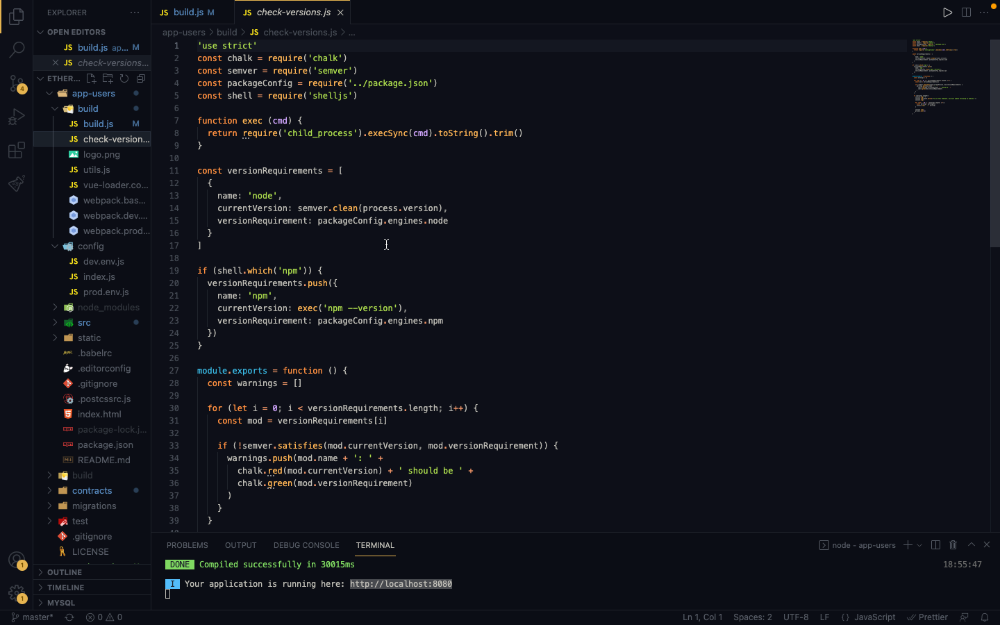 EXPLORER
OPEN EDITORS
JS build.js ap... M
JS check-versions...
ETHER...
app-users
build
JS build.js M
JS check-version...
logo.png
JS utils.js
JS vue-loader.co...
webpack.bas...
webpack.dev....
webpack.prod...
config
JS dev.env.js
JS index.js
JS prod.env.js
node_modules
src
static
.babelrc
.editorconfig
.gitignore
.postcssrc.js
index.html
package-lock.j...
package.json
README.md
build
contracts
migrations
test
.gitignore
LICENSE
OUTLINE
TIMELINE
MYSQL
4
1
1
JS build.js M
JS check-versions.js
app-users > build > JS check-versions.js > ...
1 'use strict'
2 const chalk = require('chalk')
3 const semver = require('semver')
4 const packageConfig = require('../package.json')
5 const shell = require('shelljs')
6
7 function exec (cmd) {
8 return require('child_process').execSync(cmd).toString().trim()
9 }
10
11 const versionRequirements = [
12 {
13 name: 'node',
14 currentVersion: semver.clean(process.version),
15 versionRequirement: packageConfig.engines.node
16 }
17 ]
18
19 if (shell.which('npm')) {
20 versionRequirements.push({
21 name: 'npm',
22 currentVersion: exec('npm --version'),
23 versionRequirement: packageConfig.engines.npm
24 })
25 }
26
27 module.exports = function () {
28 const warnings = []
29
30 for (let i = 0; i < versionRequirements.length; i++) {
31 const mod = versionRequirements[i]
32
33 if (!semver.satisfies(mod.currentVersion, mod.versionRequirement)) {
34 warnings.push(mod.name + ': ' +
35 chalk.red(mod.currentVersion) + ' should be ' +
36 chalk.green(mod.versionRequirement)
37 )
38 }
39 }
PROBLEMS OUTPUT DEBUG CONSOLE TERMINAL
node - app-users
DONE Compiled successfully in 30015ms 18:55:47
I Your application is running here: http://localhost:8080
master* 0 0 Ln 1, Col 1 Spaces: 2 UTF-8 LF {} JavaScript Prettier